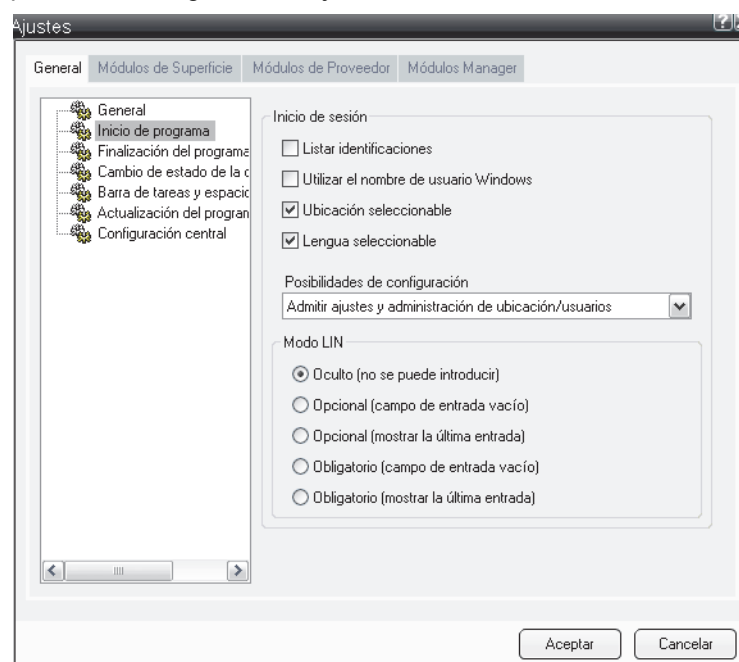 Ajustes
General Módulos de Superficie Módulos de Proveedor Módulos Manager
General
Inicio de programa
Finalización del programa
Cambio de estado de la
Barra de tareas y
Actualización del
Configuración central
Inicio de sesión
Listar identificaciones
Utilizar el nombre de usuario Windows
Ubicación seleccionable
Lengua seleccionable
Posibilidades de configuración
Admitir ajustes y administración de ubicación/usuarios
Modo LIN
Oculto (no se puede introducir)
Opcional (campo de entrada vacío)
Opcional (mostrar la última entrada)
Obligatorio (campo de entrada vacío)
Obligatorio (mostrar la última entrada)
Aceptar Cancelar